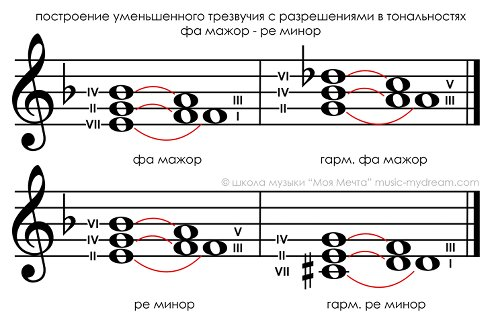 построение уменьшенного трезвучия с разрешениями в тональностях
фа мажор - ре минор
IV
II
VII
III
I
VI
IV
II
V
III
фа мажор
гарм. фа мажор
© школа музыки "Моя Мечта" music-mydream.com
VI
IV
II
V
III
IV
II
VII
III
I
ре минор
гарм. ре минор